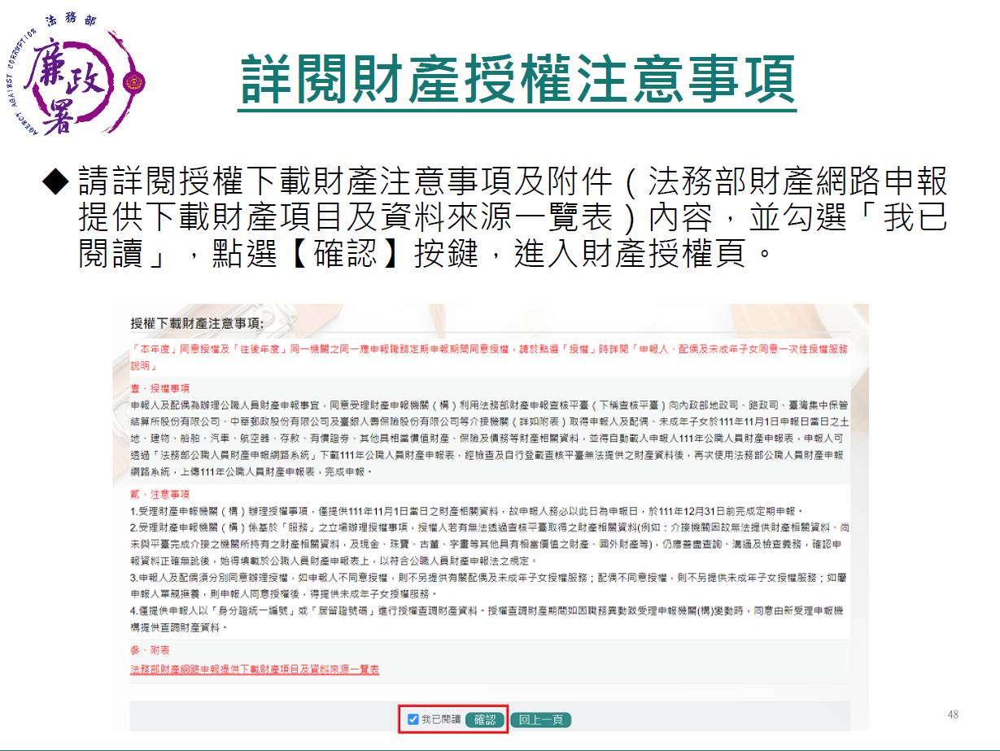 法務部
廉政署
AGENCY AGAINST CORRUPTION
詳閱財產授權注意事項
◆請詳閱授權下載財產注意事項及附件（法務部財產網路申報
提供下載財產項目及資料來源一覽表）內容，並勾選「我已
閱讀」，點選【確認】按鍵，進入財產授權頁。
授權下載財產注意事項:
「本年度」同意授權及「往後年度」同一機關之同一應申報職務定期申報期間同意授權，請於點選「授權」時詳閱「申報人、配偶及未成年子女同意一次性授權服務
說明」
壹、授權事項
申報人及配偶為辦理公職人員財產申報事宜，同意受理財產申報機關（構）利用法務部財產申報查核平臺（下稱查核平臺）向內政部地政司、路政司、臺灣集中保管
結算所股份有限公司、中華郵政股份有限公司及臺銀人壽保險股份有限公司等介接機關（詳如附表）取得申報人及配偶、未成年子女於111年11月1日申報日當日之土
地、建物、船舶、汽車、航空器、存款、有價證券、其他具相當價值財產、保險及債務等財產相關資料，並得自動載入申報人111年公職人員財產申報表，申報人可
透過「法務部公職人員財產申報網路系統」下載111年公職人員財產申報表，經檢查及自行登載查核平臺無法提供之財產資料後，再次使用法務部公職人員財產申報
網路系統，上傳111年公職人員財產申報表，完成申報。
貳、注意事項
1.受理財產申報機關（構）辦理授權事項，僅提供111年11月1日當日之財產相關資料，故申報人務必以此日為申報日，於111年12月31日前完成定期申報。
2.受理財產申報機關（構）係基於「服務」之立場辦理授權事項，申報人若有無法透過查核平臺取得之財產相關資料(例如：介接機關因故無法提供財產相關資料、尚
未與平臺完成介接之機關所持有之財產相關資料，及現金、珠寶、古董、字畫等其他具有相當價值之財產、國外財產等)，仍應善盡查詢、溝通及檢查義務，確認申
報資料正確無訛後，始得填載於公職人員財產申報表上，以符合公職人員財產申報法之規定。
3.申報人及配偶須分別同意辦理授權，如申報人不同意授權，則不另提供有關配偶及未成年子女授權服務；配偶不同意授權，則不另提供未成年子女授權服務；如屬
申報人單親撫養，則申報人同意授權後，得提供未成年子女授權服務。
4.僅提供申報人以「身分證統一編號」或「居留證號碼」進行授權查調財產資料。授權查調財產期間如因職務異動致受理申報機關(構)變動時，同意由新受理申報機
構提供查調財產資料。
參、附表
法務部財產網路申報提供下載財產項目及資料來源一覽表
我已閱讀 確認 回上一頁
48